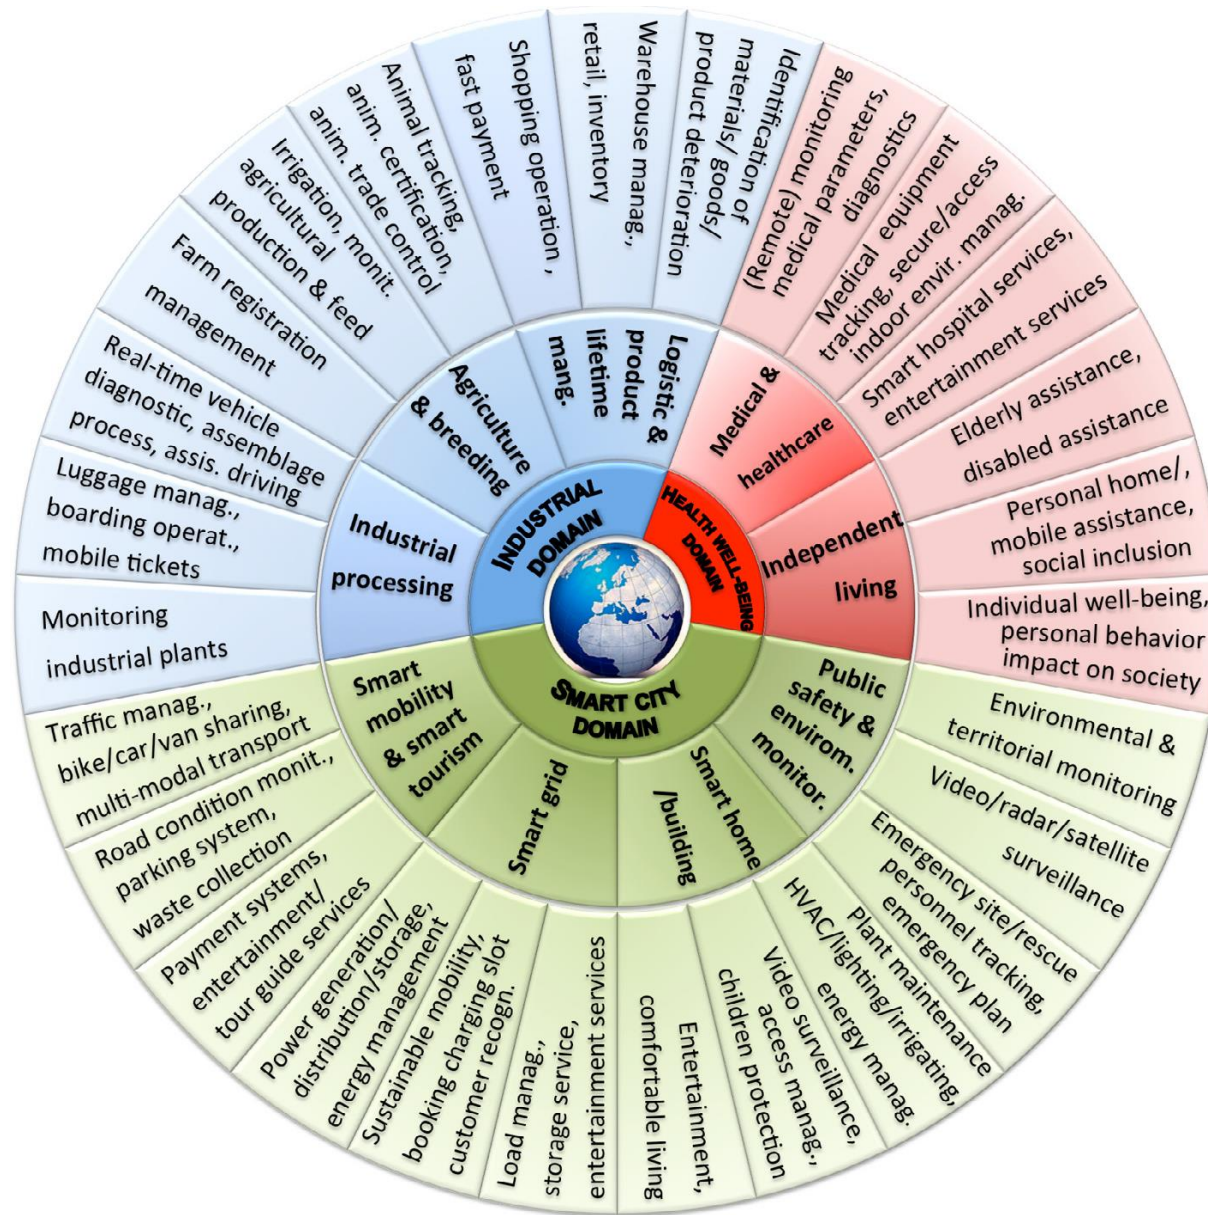 INDUSTRIAL
DOMAIN
HEALTH WELL-BEING
DOMAIN
SMART CITY
DOMAIN
Industrial
processing
Agriculture
& breeding
Logistic &
product
lifetime
mang.
Medical &
healthcare
Independent
living
Public
safety &
envirom.
monitor.
Smart home
/building
Smart grid
Smart
mobility
& smart
tourism
Monitoring
industrial plants
Luggage manag.,
boarding operat.,
mobile tickets
Real-time vehicle
diagnostic, assemblage
process, assis. driving
Farm registration
management
Irrigation, monit.
agricultural
production & feed
Animal tracking,
anim. certification,
anim. trade control
Shopping operation ,
fast payment
Warehouse manag.,
retail, inventory
Identification of
materials/ goods/
product deterioration
(Remote) monitoring
medical parameters,
diagnostics
Medical equipment
tracking, secure/access
indoor envir. manag.
Smart hospital services,
entertainment services
Elderly assistance,
disabled assistance
Personal home/,
mobile assistance,
social inclusion
Individual well-being,
personal behavior
impact on society
Environmental &
territorial monitoring
Video/radar/satellite
surveillance
Emergency site/rescue
personnel tracking,
emergency plan
Plant maintenance
HVAC/lighting/irrigating,
energy manag.
Video surveillance,
access manag.,
children protection
Entertainment,
comfortable living
Load manag.,
storage service,
entertainment services
Sustainable mobility,
booking charging slot
customer recogn.
Power generation/
distribution/storage,
energy management
Payment systems,
entertainment/
tour guide services
Road condition monit.,
parking system,
waste collection
Traffic manag.,
bike/car/van sharing,
multi-modal transport